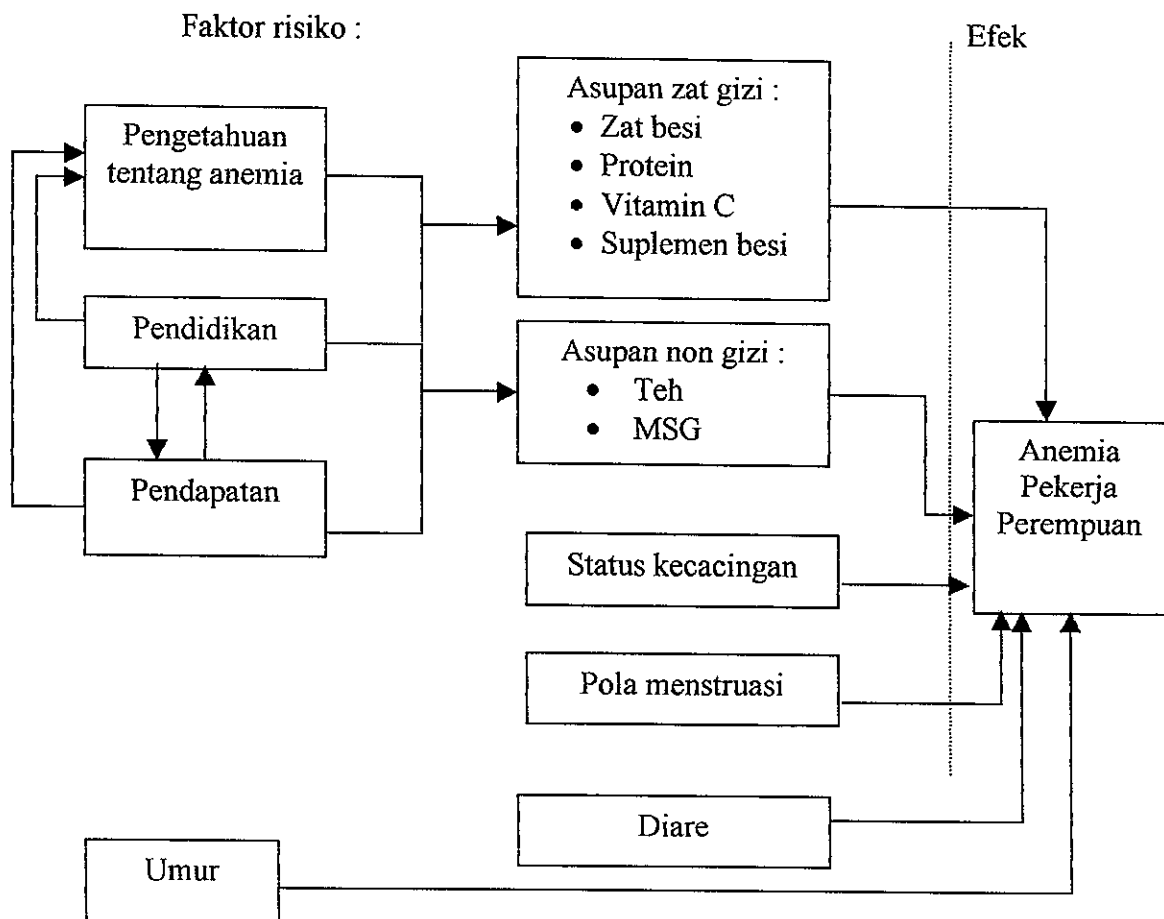 Faktor risiko :
Efek
Pengetahuan
tentang anemia
Pendidikan
Pendapatan
Umur
Asupan zat gizi :
• Zat besi
• Protein
• Vitamin C
• Suplemen besi
Asupan non gizi :
• Teh
• MSG
Status kecacingan
Pola menstruasi
Diare
Anemia
Pekerja
Perempuan